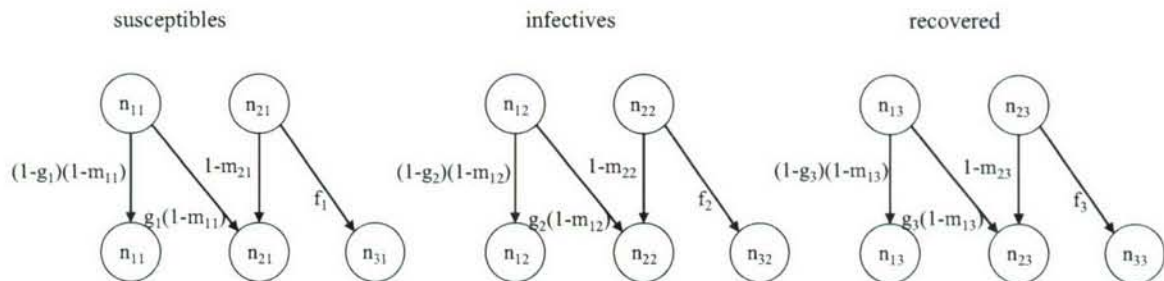 susceptibles infectives recovered
n₁₁ n₂₁ n₁₂ n₂₂ n₁₃ n₂₃
(1-g₁)(1-m₁₁) 1-m₂₁ (1-g₂)(1-m₁₂) 1-m₂₂ (1-g₃)(1-m₁₃) 1-m₂₃
f₁ f₂ f₃
g₁(1-m₁₁) g₂(1-m₁₂) g₃(1-m₁₃)
n₁₁ n₂₁ n₃₁ n₁₂ n₂₂ n₃₂ n₁₃ n₂₃ n₃₃